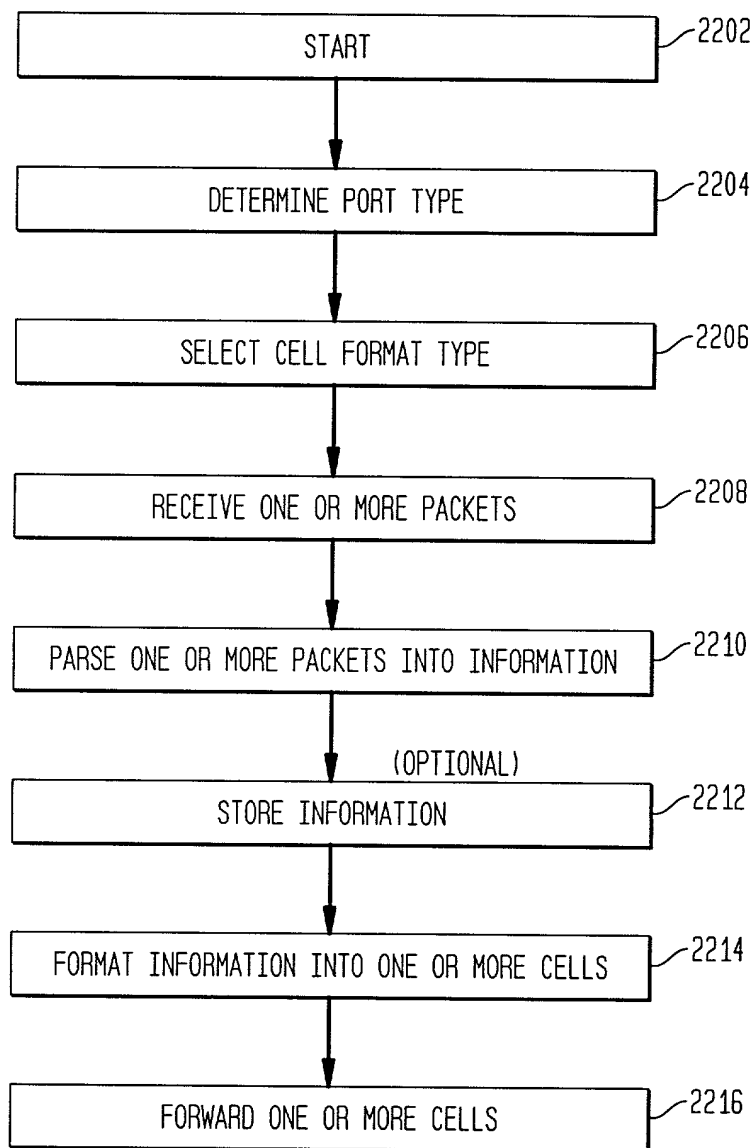 START
2202
DETERMINE PORT TYPE
2204
SELECT CELL FORMAT TYPE
2206
RECEIVE ONE OR MORE PACKETS
2208
PARSE ONE OR MORE PACKETS INTO INFORMATION
2210
(OPTIONAL)
STORE INFORMATION
2212
FORMAT INFORMATION INTO ONE OR MORE CELLS
2214
FORWARD ONE OR MORE CELLS
2216